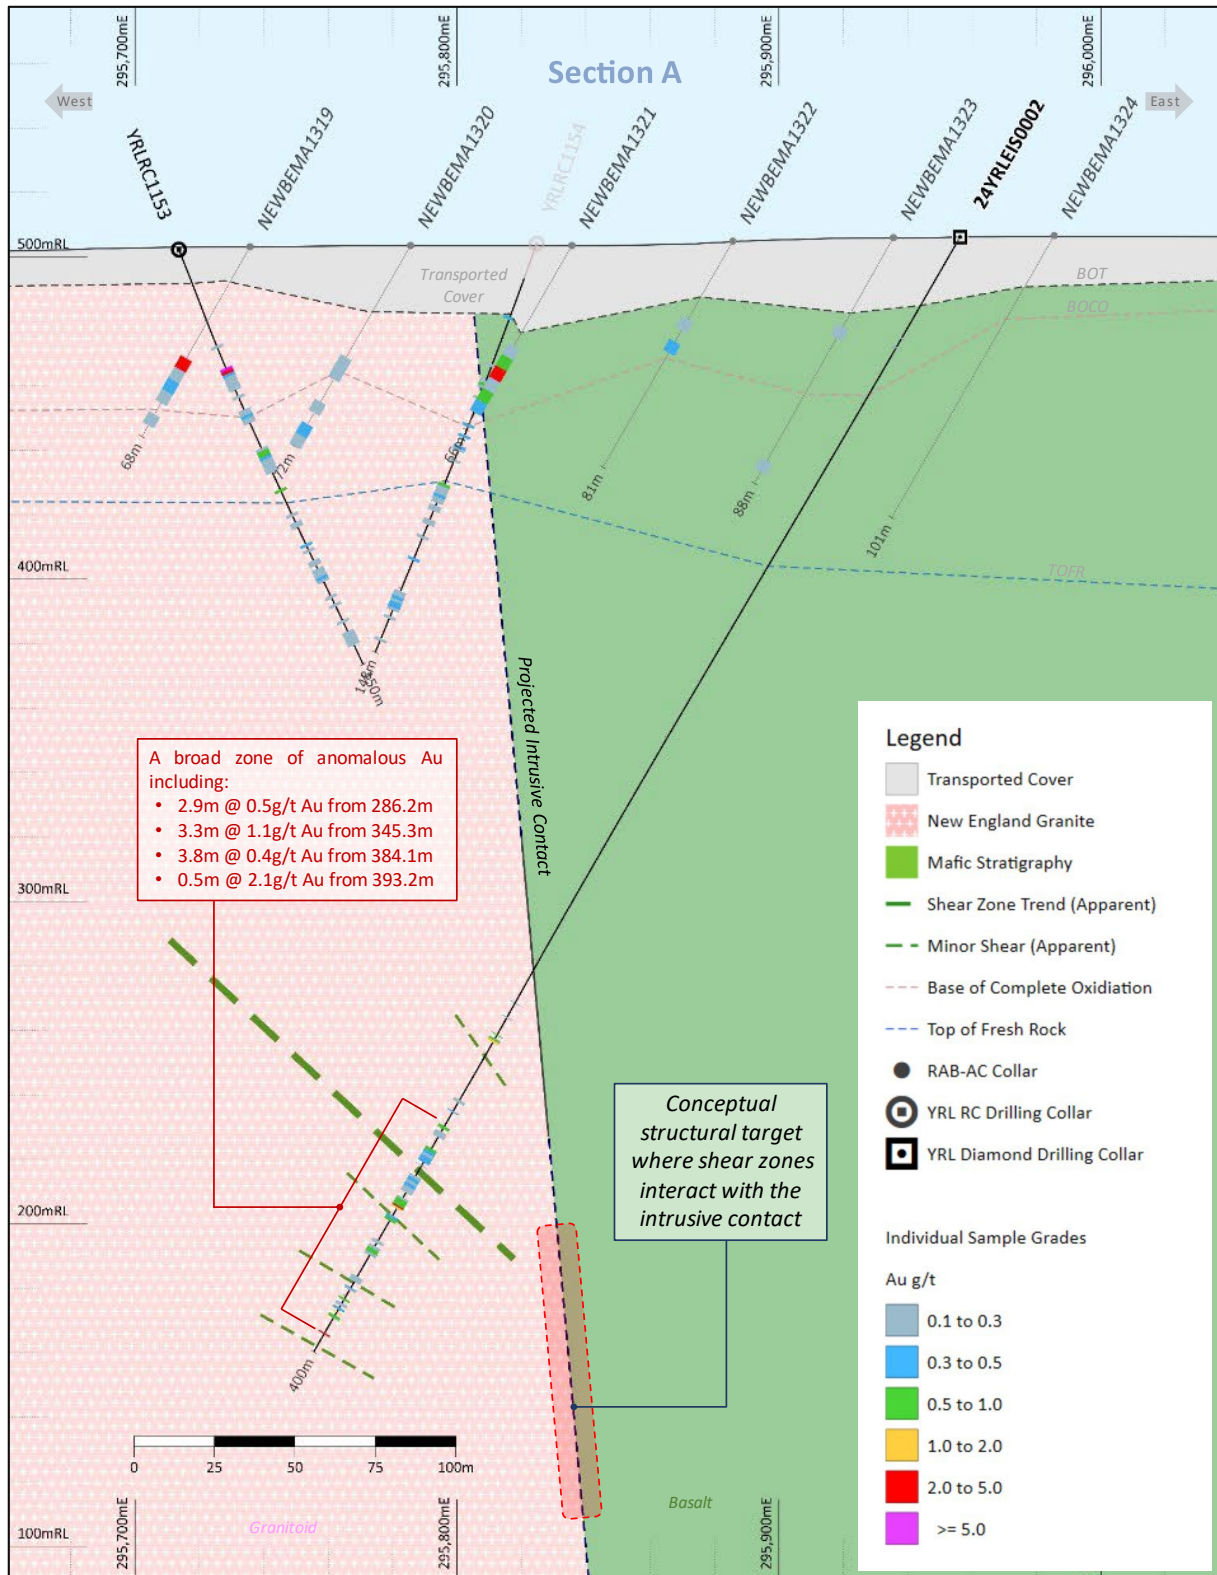 295,700mE
295,800mE
295,900mE
296,000mE
Section A
West
East
YRLRC1153
NEWBEMA1319
NEWBEMA1320
YRLRC1154
NEWBEMA1321
NEWBEMA1322
NEWBEMA1323
24YRLEIS0002
NEWBEMA1324
500mRL
Transported
Cover
BOT
BOCO
68m
72m
66m
81m
88m
101m
400mRL
TOFR
148m
150m
Projected Intrusive Contact
A broad zone of anomalous Au
including:
• 2.9m @ 0.5g/t Au from 286.2m
• 3.3m @ 1.1g/t Au from 345.3m
• 3.8m @ 0.4g/t Au from 384.1m
• 0.5m @ 2.1g/t Au from 393.2m
300mRL
Conceptual
structural target
where shear zones
interact with the
intrusive contact
200mRL
400m
0 25 50 75 100m
Basalt
Granitoid
100mRL
295,700mE
295,800mE
295,900mE
Legend
Transported Cover
New England Granite
Mafic Stratigraphy
Shear Zone Trend (Apparent)
Minor Shear (Apparent)
Base of Complete Oxidiation
Top of Fresh Rock
RAB-AC Collar
YRL RC Drilling Collar
YRL Diamond Drilling Collar
Individual Sample Grades
Au g/t
0.1 to 0.3
0.3 to 0.5
0.5 to 1.0
1.0 to 2.0
2.0 to 5.0
>= 5.0